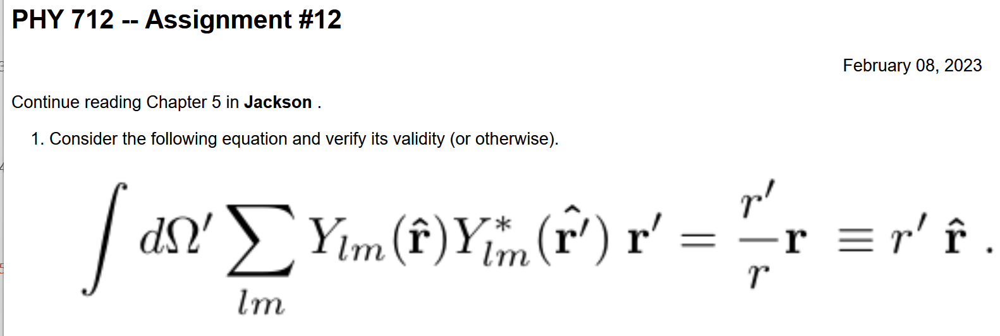 PHY 712 -- Assignment #12
February 08, 2023
Continue reading Chapter 5 in Jackson .
1. Consider the following equation and verify its validity (or otherwise).
∫ dΩ′ ∑_{lm} Y_{lm}(r̂)Y*_{lm}(r̂′) r′ = \frac{r′}{r} r ≡ r′ r̂ .